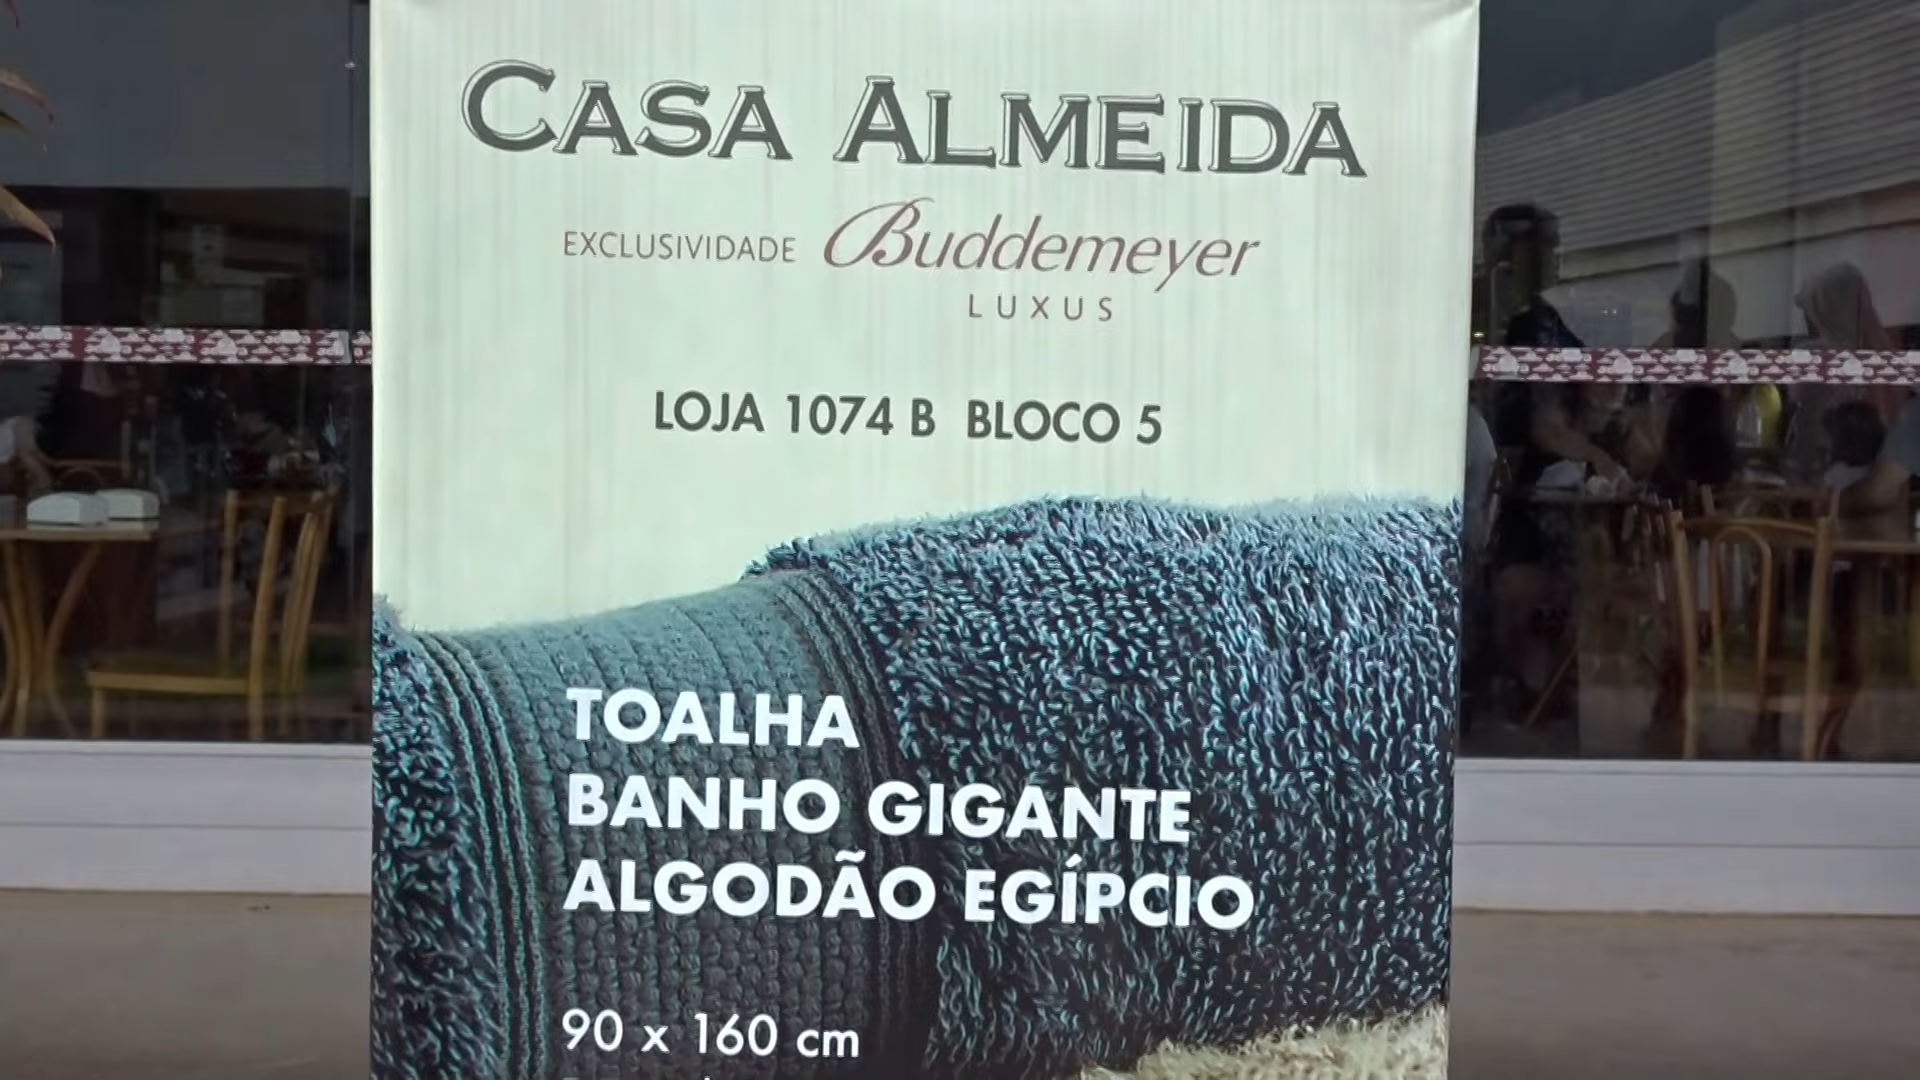 CASA ALMEIDA
EXCLUSIVIDADE Buddemeyer
LUXUS
LOJA 1074 B BLOCO 5
TOALHA
BANHO GIGANTE
ALGODÃO EGÍPCIO
90 x 160 cm